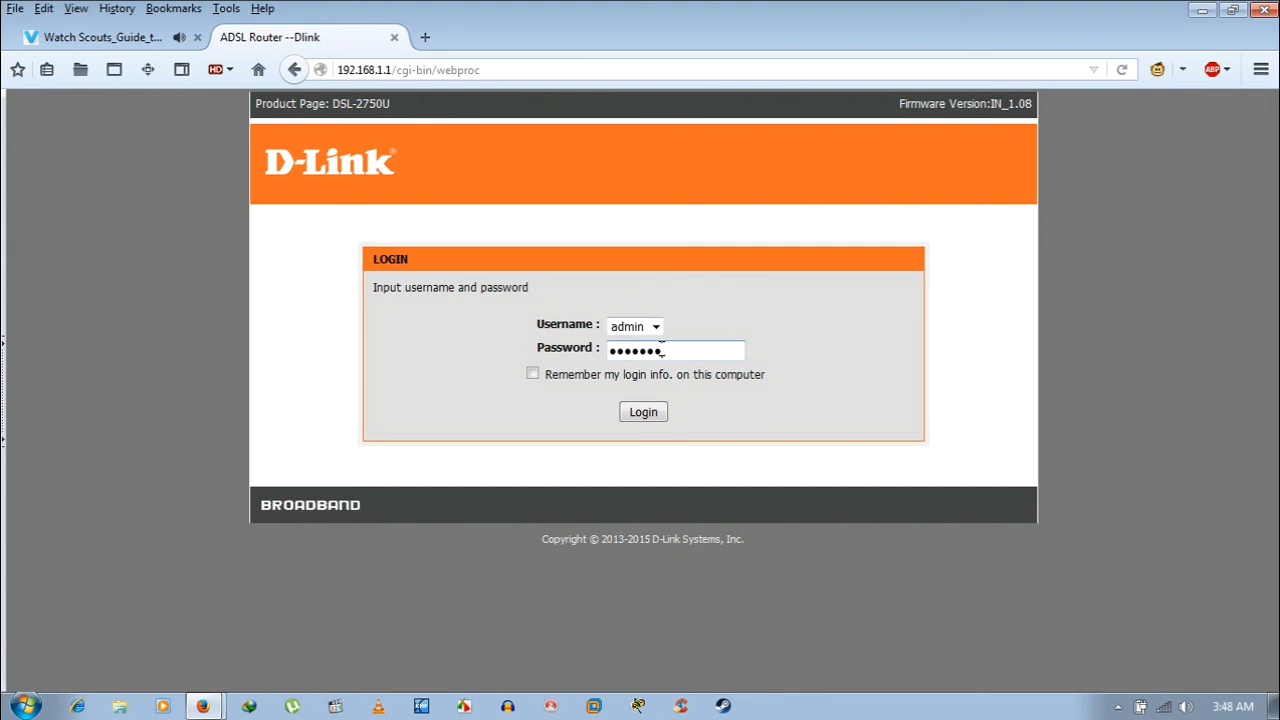 File Edit View History Bookmarks Tools Help
Watch Scouts_Guide_t...
ADSL Router --Dlink
HD
192.168.1.1/cgi-bin/webproc
ABP
Product Page: DSL-2750U
Firmware Version:IN_1.08
D-Link
LOGIN
Input username and password
Username : admin
Password : •••••••
Remember my login info. on this computer
Login
BROADBAND
Copyright © 2013-2015 D-Link Systems, Inc.
3:48 AM